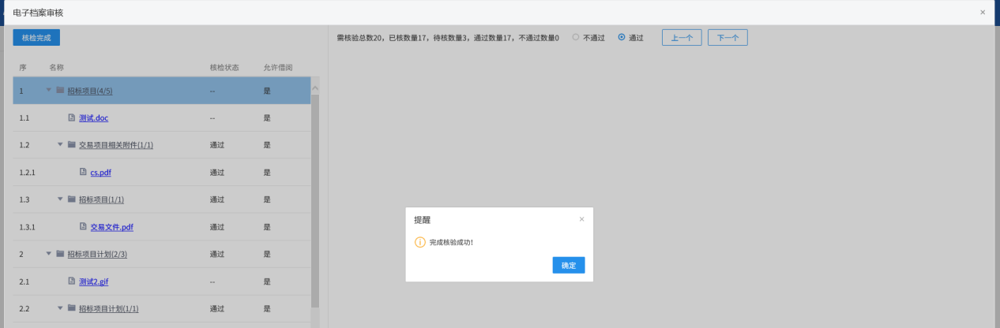 电子档案审核
×
核检完成
需核验总数20，已核数量17，待核数量3，通过数量17，不通过数量0 不通过 通过 上一个 下一个
序 名称 核检状态 允许借阅
1 招标项目(4/5) -- 是
1.1 测试.doc -- 是
1.2 交易项目相关附件(1/1) 通过 是
1.2.1 cs.pdf 通过 是
1.3 招标项目(1/1) 通过 是
1.3.1 交易文件.pdf 通过 是
2 招标项目计划(2/3) 通过 是
2.1 测试2.gif -- 是
2.2 招标项目计划(1/1) 通过 是
提醒
×
完成核验成功!
确定